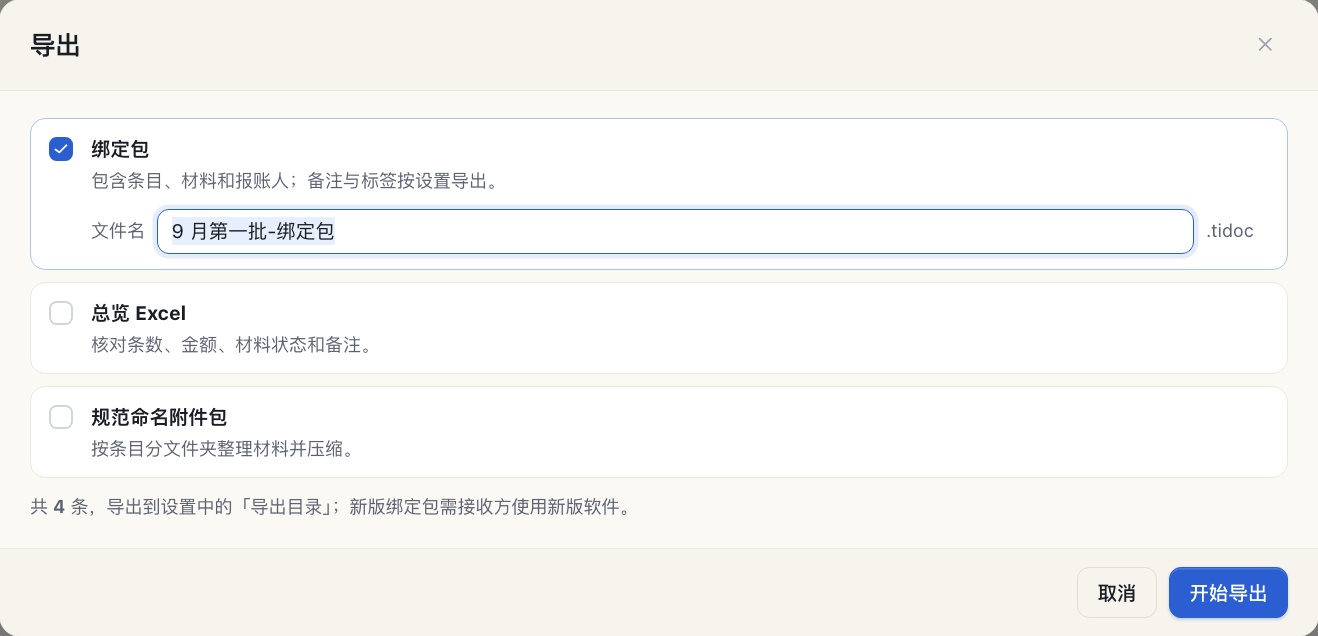 导出
绑定包
包含条目、材料和报账人；备注与标签按设置导出。
文件名 9 月第一批-绑定包 .tidoc
总览 Excel
核对条数、金额、材料状态和备注。
规范命名附件包
按条目分文件夹整理材料并压缩。
共 4 条，导出到设置中的「导出目录」；新版绑定包需接收方使用新版软件。
取消 开始导出